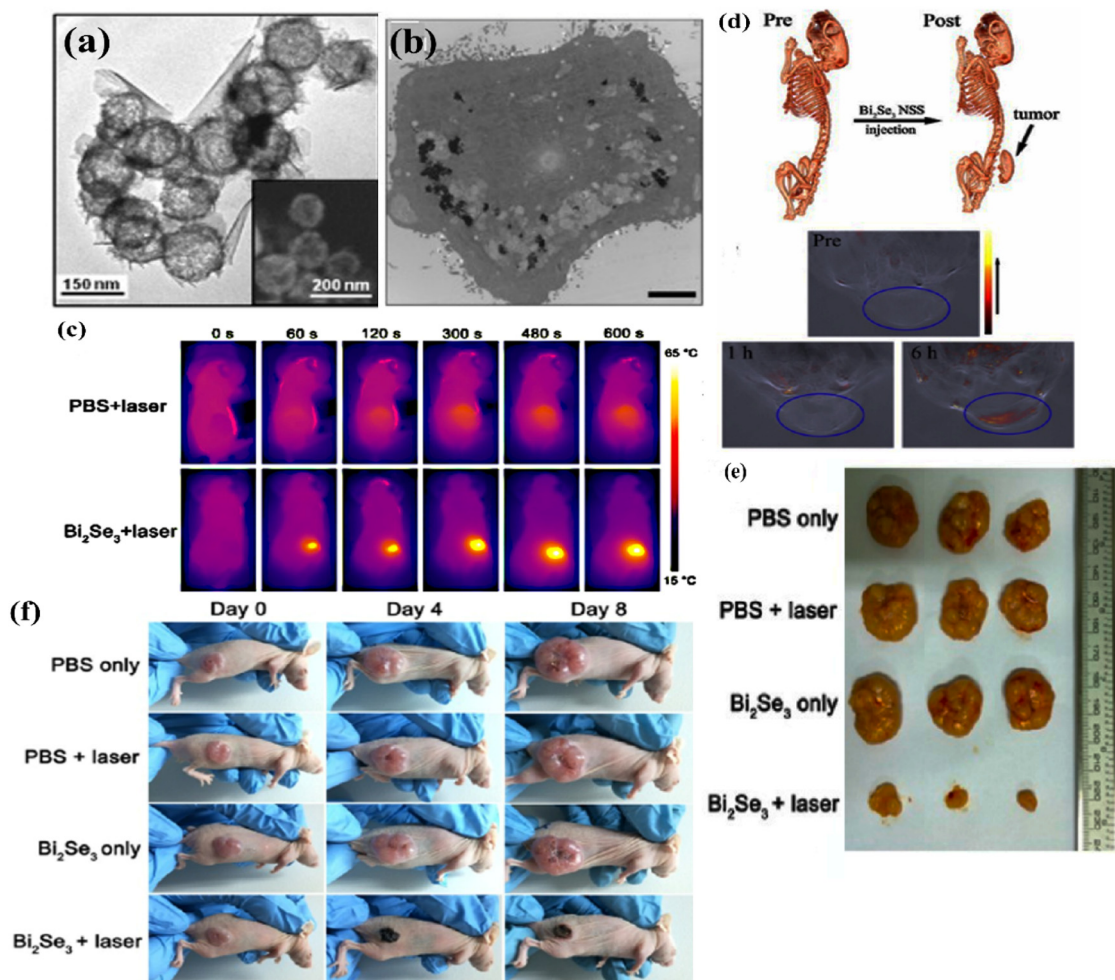 (a)
150 nm
200 nm
(b)
(c)
0 s 60 s 120 s 300 s 480 s 600 s
PBS+laser
Bi₂Se₃+laser
65 °C
15 °C
(d)
Pre Post
Bi₂Se₃ NSS
injection
tumor
Pre
1 h 6 h
(e)
PBS only
PBS + laser
Bi₂Se₃ only
Bi₂Se₃ + laser
(f)
Day 0 Day 4 Day 8
PBS only
PBS + laser
Bi₂Se₃ only
Bi₂Se₃ + laser